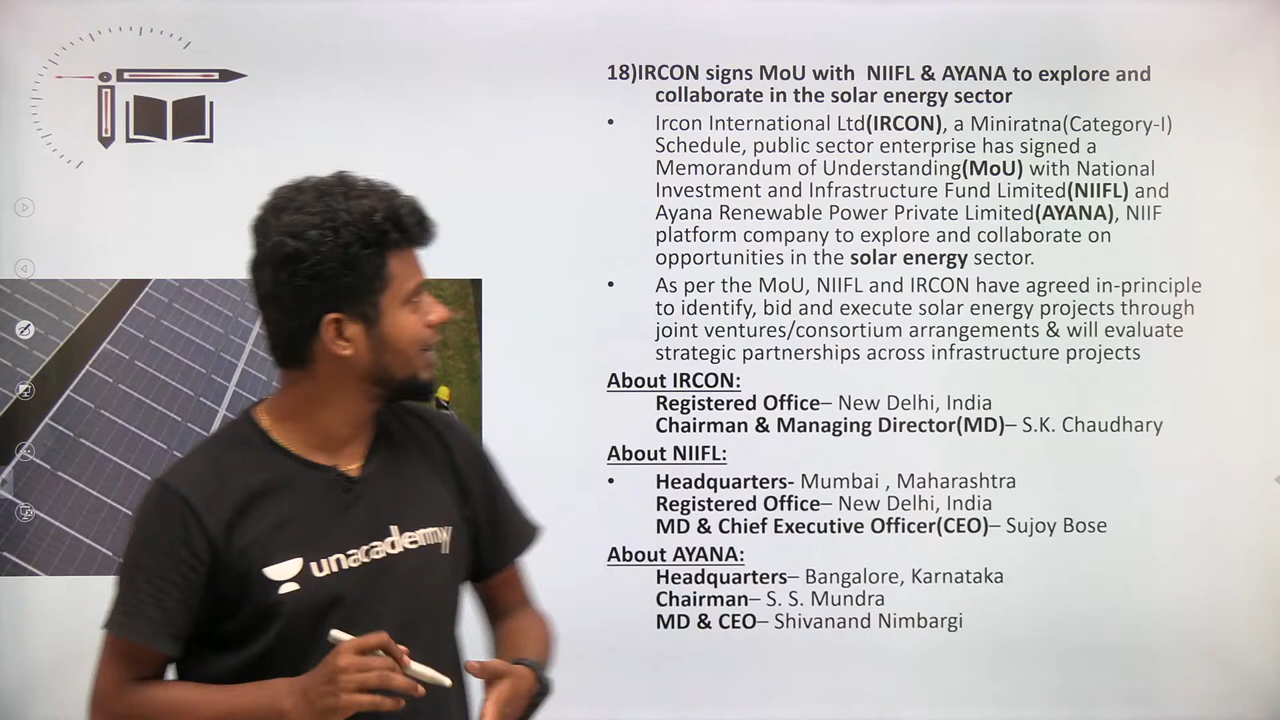 18)IRCON signs MoU with NIIFL & AYANA to explore and
collaborate in the solar energy sector
• Ircon International Ltd(IRCON), a Miniratna(Category-I)
Schedule, public sector enterprise has signed a
Memorandum of Understanding(MoU) with National
Investment and Infrastructure Fund Limited(NIIFL) and
Ayana Renewable Power Private Limited(AYANA), NIIF
platform company to explore and collaborate on
opportunities in the solar energy sector.
• As per the MoU, NIIFL and IRCON have agreed in-principle
to identify, bid and execute solar energy projects through
joint ventures/consortium arrangements & will evaluate
strategic partnerships across infrastructure projects
About IRCON:
Registered Office– New Delhi, India
Chairman & Managing Director(MD)– S.K. Chaudhary
About NIIFL:
• Headquarters- Mumbai , Maharashtra
Registered Office– New Delhi, India
MD & Chief Executive Officer(CEO)– Sujoy Bose
About AYANA:
Headquarters– Bangalore, Karnataka
Chairman– S. S. Mundra
MD & CEO– Shivanand Nimbargi
unacademy